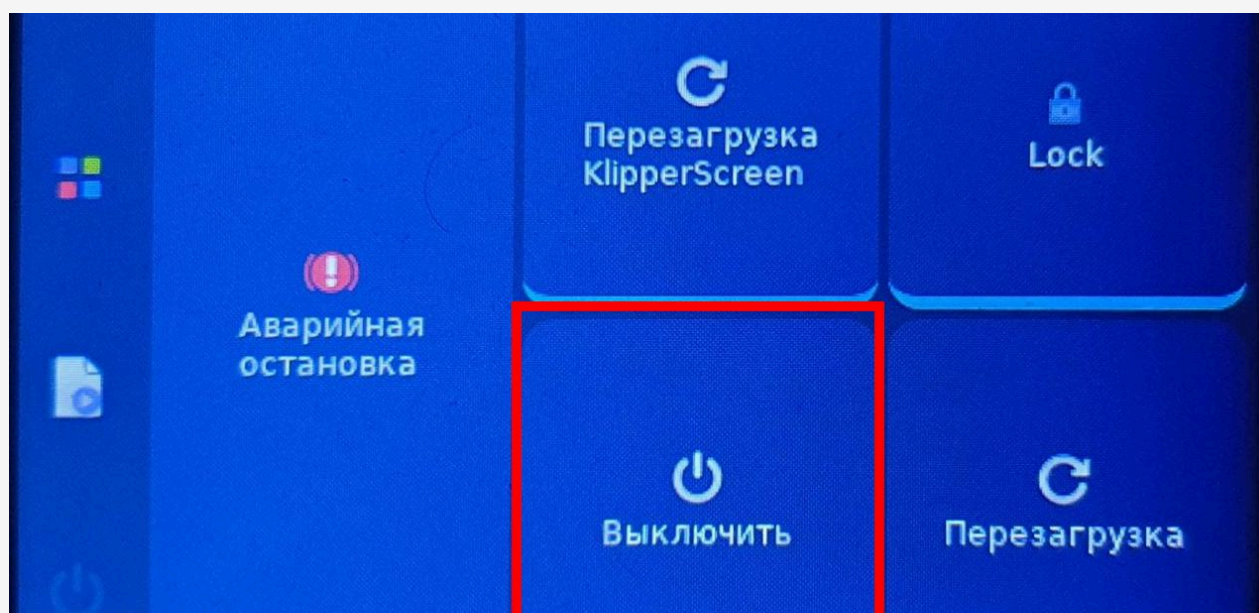 Перезагрузка
KlipperScreen
Lock
Аварийная
остановка
Выключить
Перезагрузка